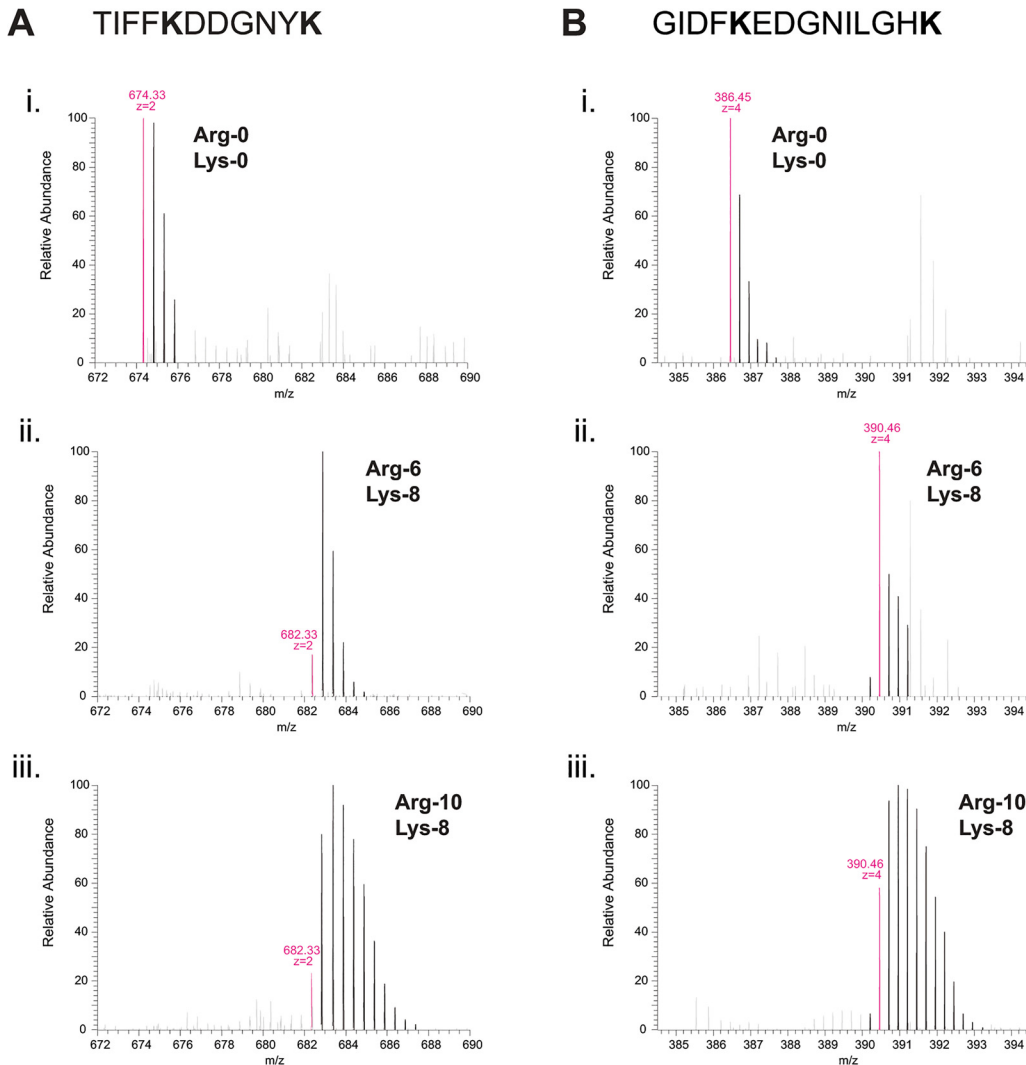 A TIFFKDDGNYK
i.
674.33
z=2
Arg-0
Lys-0
Relative Abundance
100
80
60
40
20
0
672 674 676 678 680 682 684 686 688 690
m/z
ii.
Arg-6
Lys-8
Relative Abundance
100
80
60
40
20
0
682.33
z=2
672 674 676 678 680 682 684 686 688 690
m/z
iii.
Arg-10
Lys-8
Relative Abundance
100
80
60
40
20
0
682.33
z=2
672 674 676 678 680 682 684 686 688 690
m/z
B GIDFKEDGNILGHK
i.
386.45
z=4
Arg-0
Lys-0
Relative Abundance
100
80
60
40
20
0
385 386 387 388 389 390 391 392 393 394
m/z
ii.
390.46
z=4
Arg-6
Lys-8
Relative Abundance
100
80
60
40
20
0
385 386 387 388 389 390 391 392 393 394
m/z
iii.
Arg-10
Lys-8
Relative Abundance
100
80
60
40
20
0
390.46
z=4
385 386 387 388 389 390 391 392 393 394
m/z